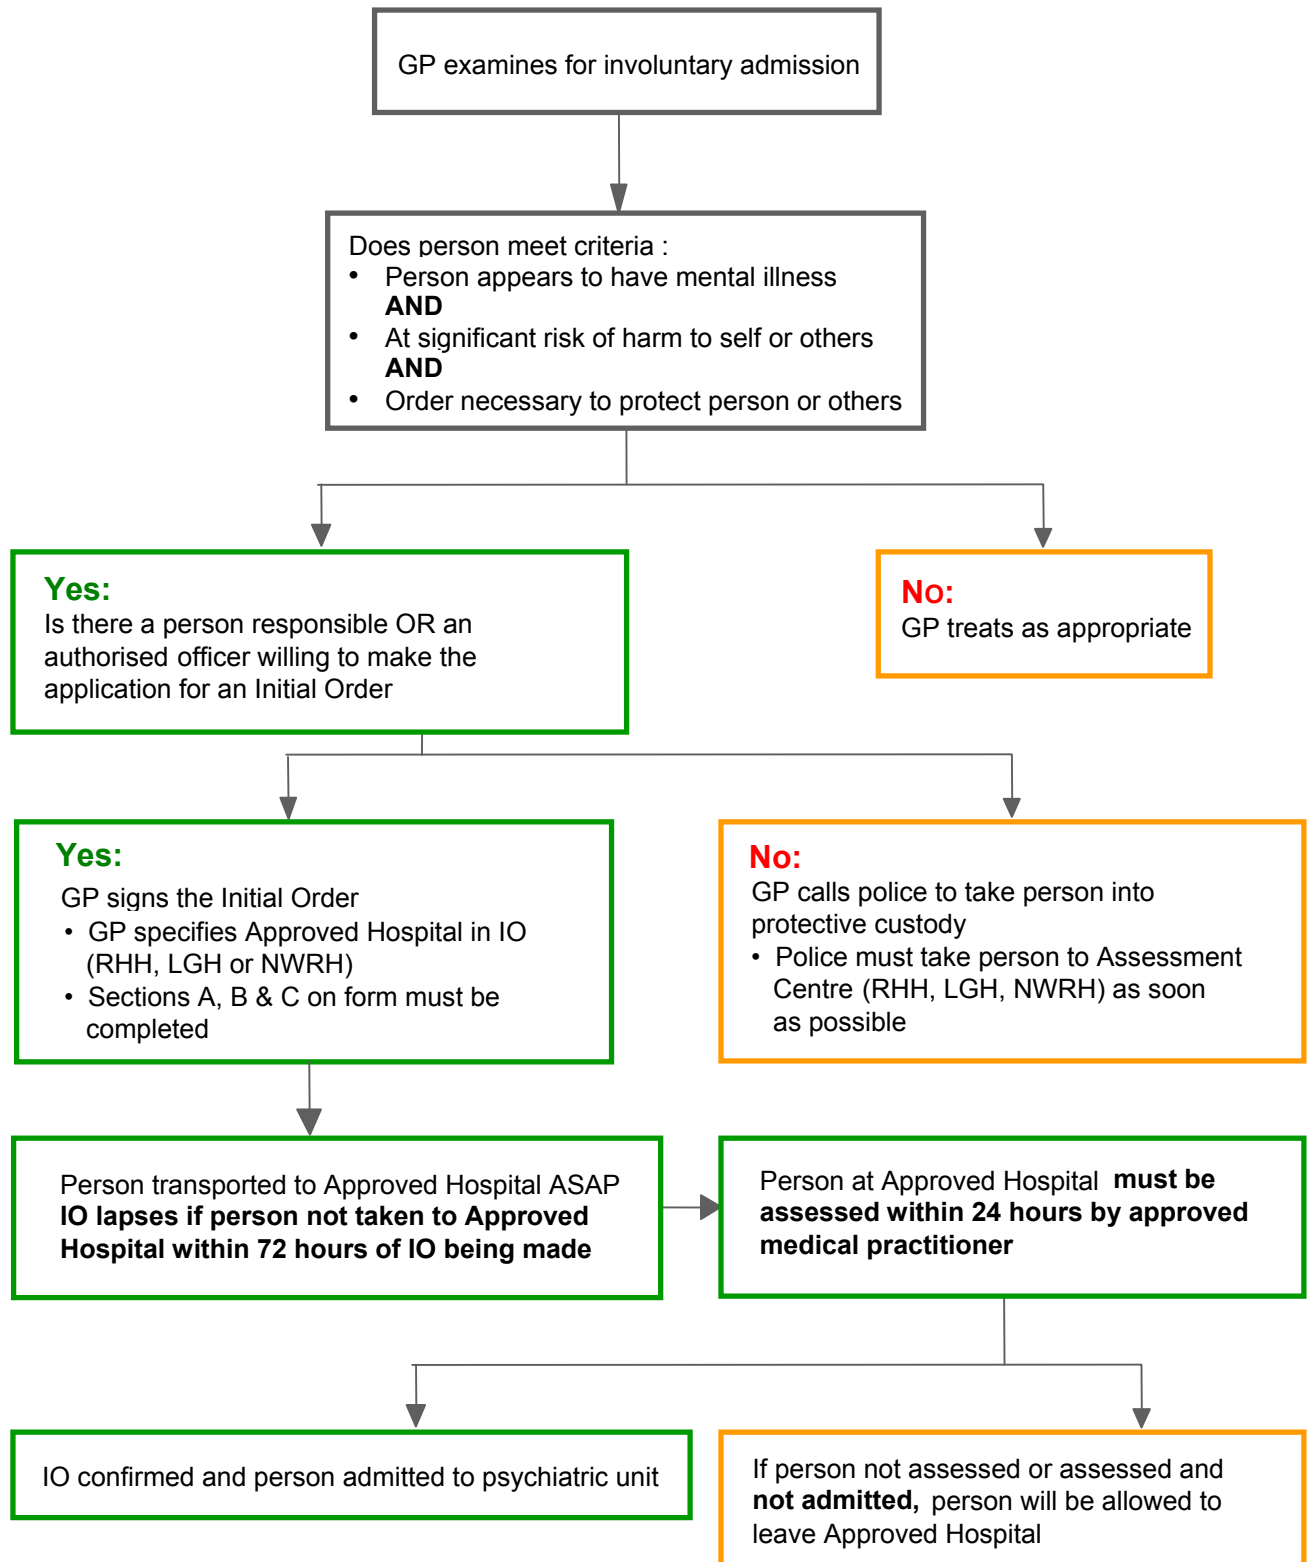 GP examines for involuntary admission
Does person meet criteria :
• Person appears to have mental illness
AND
• At significant risk of harm to self or others
AND
• Order necessary to protect person or others
Yes:
Is there a person responsible OR an
authorised officer willing to make the
application for an Initial Order
No:
GP treats as appropriate
Yes:
GP signs the Initial Order
• GP specifies Approved Hospital in IO
(RHH, LGH or NWRH)
• Sections A, B & C on form must be
completed
No:
GP calls police to take person into
protective custody
• Police must take person to Assessment
Centre (RHH, LGH, NWRH) as soon
as possible
Person transported to Approved Hospital ASAP
IO lapses if person not taken to Approved
Hospital within 72 hours of IO being made
Person at Approved Hospital must be
assessed within 24 hours by approved
medical practitioner
IO confirmed and person admitted to psychiatric unit
If person not assessed or assessed and
not admitted, person will be allowed to
leave Approved Hospital